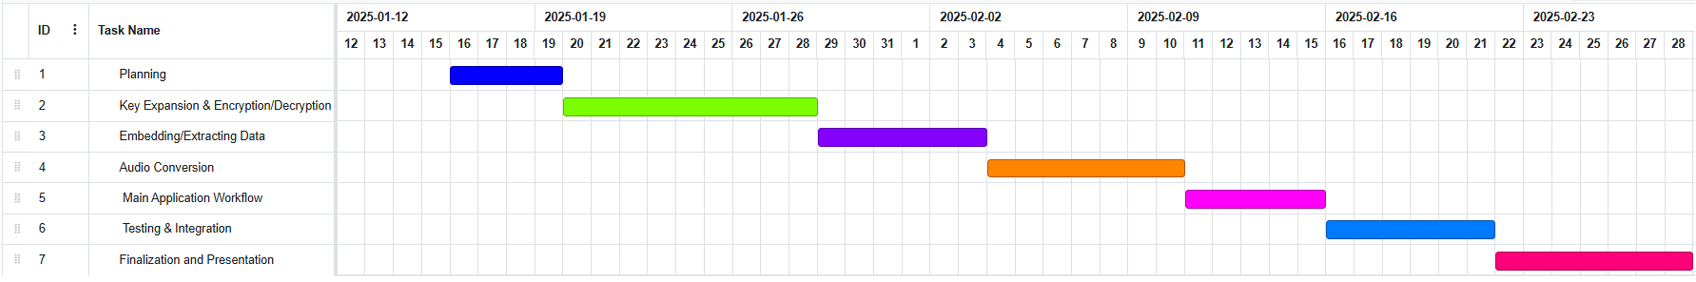 ID Task Name
2025-01-12 2025-01-19 2025-01-26 2025-02-02 2025-02-09 2025-02-16 2025-02-23
12 13 14 15 16 17 18 19 20 21 22 23 24 25 26 27 28 29 30 31 1 2 3 4 5 6 7 8 9 10 11 12 13 14 15 16 17 18 19 20 21 22 23 24 25 26 27 28
1 Planning
2 Key Expansion & Encryption/Decryption
3 Embedding/Extracting Data
4 Audio Conversion
5 Main Application Workflow
6 Testing & Integration
7 Finalization and Presentation